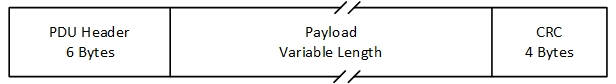 PDU Header
6 Bytes
Payload
Variable Length
CRC
4 Bytes